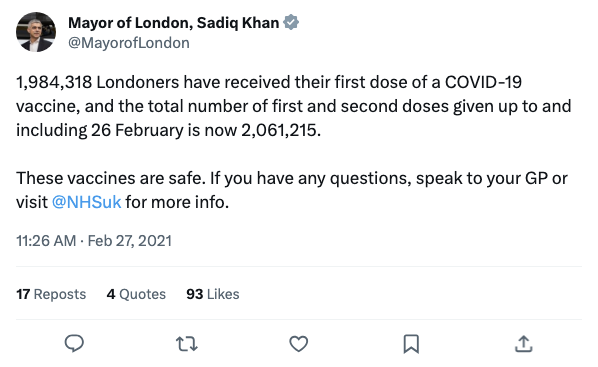 Mayor of London, Sadiq Khan
@MayorofLondon
1,984,318 Londoners have received their first dose of a COVID-19
vaccine, and the total number of first and second doses given up to and
including 26 February is now 2,061,215.
These vaccines are safe. If you have any questions, speak to your GP or
visit @NHSuk for more info.
11:26 AM · Feb 27, 2021
17 Reposts 4 Quotes 93 Likes